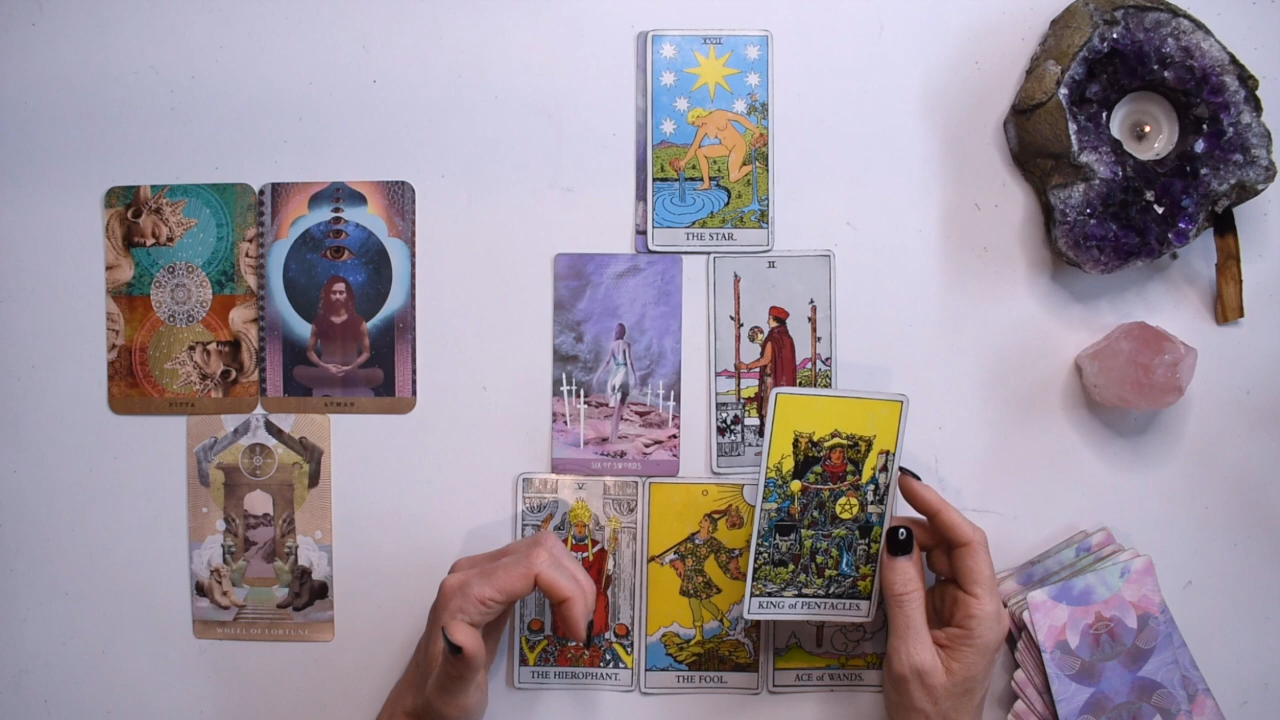 XVII
THE STAR.
II
PITTA
ATMAN
SIX OF SWORDS
WHEEL OF FORTUNE
V
KING of PENTACLES.
THE HIEROPHANT.
THE FOOL.
ACE of WANDS.